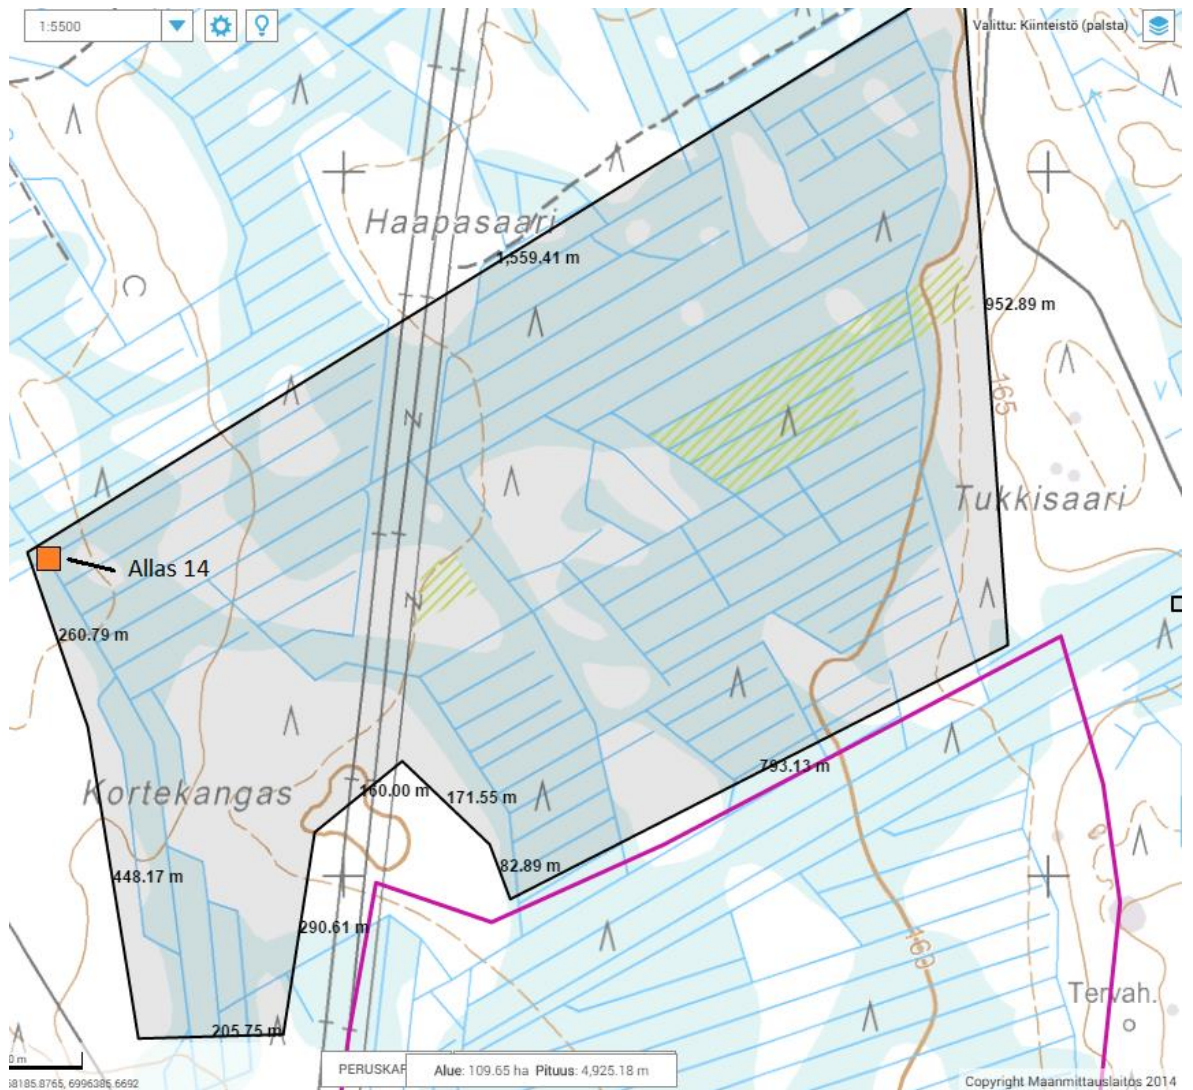 1:5500
Valittu: Kiinteistö (palsta)
Haapasaari
1,559.41 m
952.89 m
165
N
Tukkisaari
Allas 14
N
260.79 m
793.13 m
Kortekangas
160.00 m
171.55 m
82.89 m
448.17 m
290.61 m
160
Tervah.
205.75 m
0 m
PERUSKAR
Alue: 109.65 ha Pituus: 4,925.18 m
Copyright Maanmittauslaitos 2014